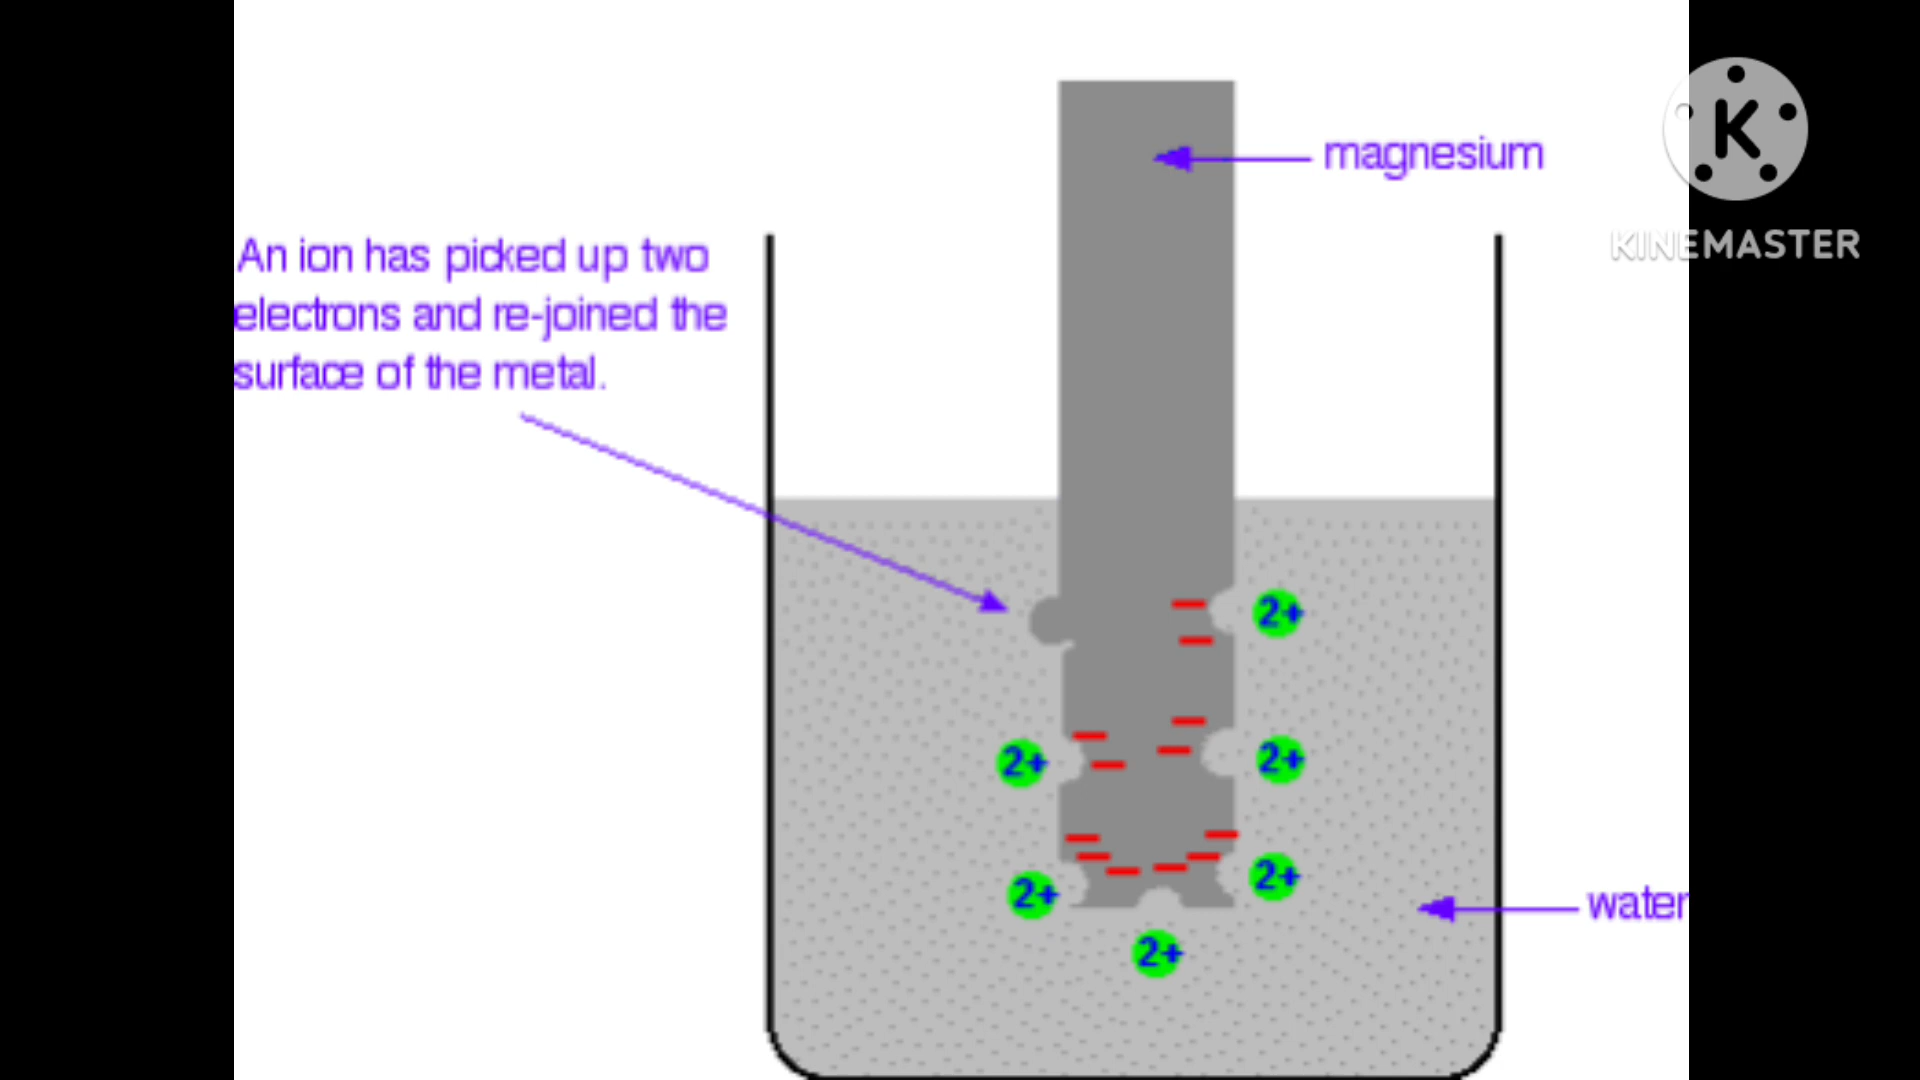 magnesium
K
KINEMASTER
An ion has picked up two
electrons and re-joined the
surface of the metal.
2+
2+
2+
2+
2+
2+
water